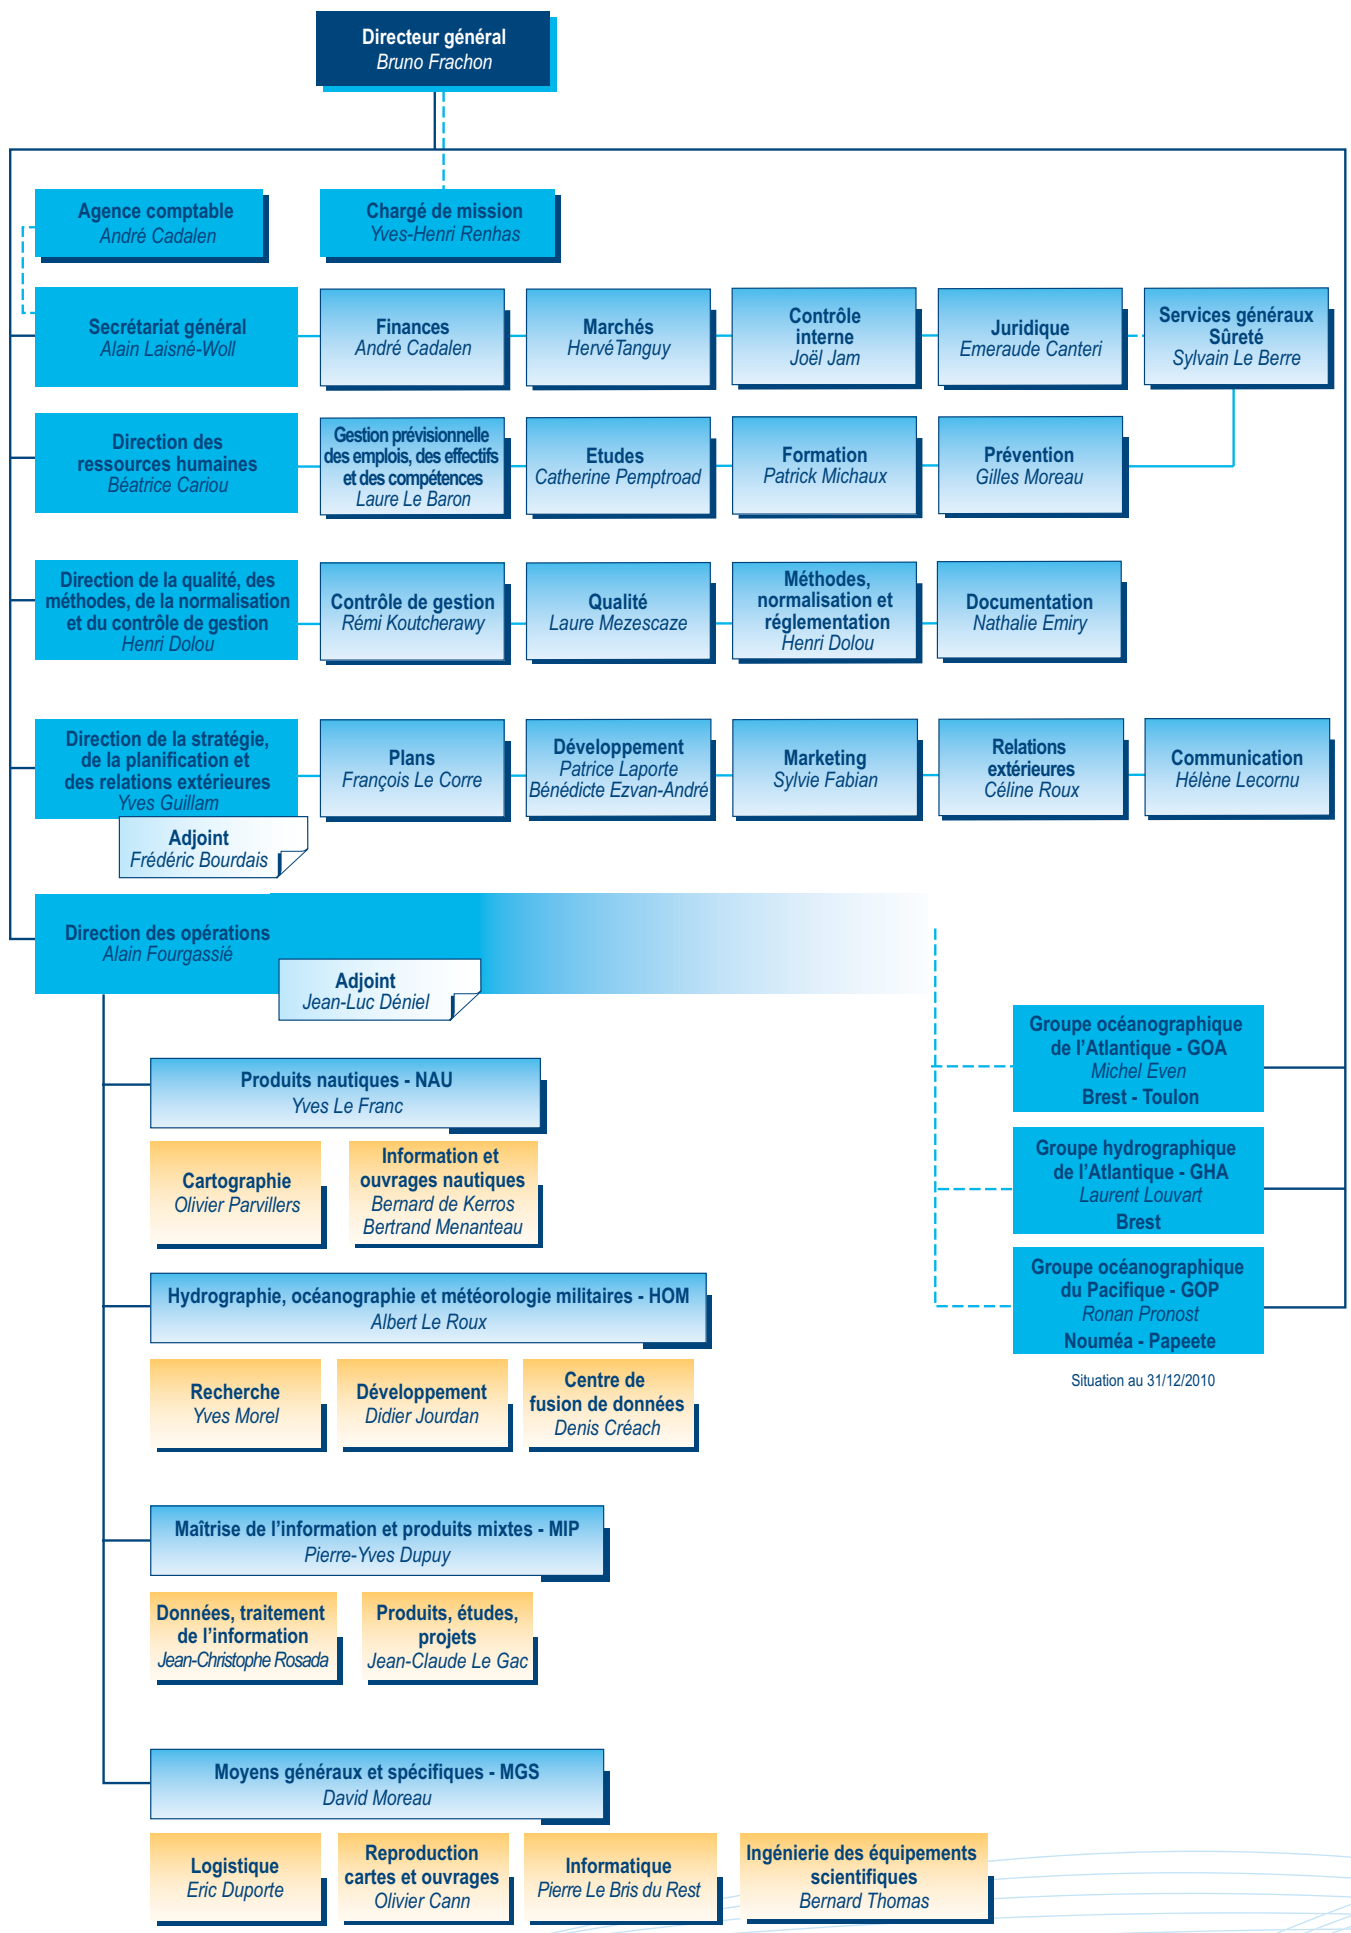 Directeur général
Bruno Frachon
Agence comptable
André Cadalen
Chargé de mission
Yves-Henri Renhas
Secrétariat général
Alain Laisné-Woll
Finances
André Cadalen
Marchés
HervéTanguy
Contrôle
interne
Joël Jam
Juridique
Emeraude Canteri
Services généraux
Sûreté
Sylvain Le Berre
Direction des
ressources humaines
Béatrice Cariou
Gestion prévisionnelle
des emplois, des effectifs
et des compétences
Laure Le Baron
Etudes
Catherine Pemptroad
Formation
Patrick Michaux
Prévention
Gilles Moreau
Direction de la qualité, des
méthodes, de la normalisation
et du contrôle de gestion
Henri Dolou
Contrôle de gestion
Rémi Koutcherawy
Qualité
Laure Mezescaze
Méthodes,
normalisation et
réglementation
Henri Dolou
Documentation
Nathalie Emiry
Direction de la stratégie,
de la planification et
des relations extérieures
Yves Guillam
Adjoint
Frédéric Bourdais
Plans
François Le Corre
Développement
Patrice Laporte
Bénédicte Ezvan-André
Marketing
Sylvie Fabian
Relations
extérieures
Céline Roux
Communication
Hélène Lecornu
Direction des opérations
Alain Fourgassié
Adjoint
Jean-Luc Déniel
Groupe océanographique
de l’Atlantique - GOA
Michel Even
Brest - Toulon
Groupe hydrographique
de l’Atlantique - GHA
Laurent Louvart
Brest
Groupe océanographique
du Pacifique - GOP
Ronan Pronost
Nouméa - Papeete
Situation au 31/12/2010
Produits nautiques - NAU
Yves Le Franc
Cartographie
Olivier Parvillers
Information et
ouvrages nautiques
Bernard de Kerros
Bertrand Menanteau
Hydrographie, océanographie et météorologie militaires - HOM
Albert Le Roux
Recherche
Yves Morel
Développement
Didier Jourdan
Centre de
fusion de données
Denis Créach
Maîtrise de l’information et produits mixtes - MIP
Pierre-Yves Dupuy
Données, traitement
de l’information
Jean-Christophe Rosada
Produits, études,
projets
Jean-Claude Le Gac
Moyens généraux et spécifiques - MGS
David Moreau
Logistique
Eric Duporte
Reproduction
cartes et ouvrages
Olivier Cann
Informatique
Pierre Le Bris du Rest
Ingénierie des équipements
scientifiques
Bernard Thomas